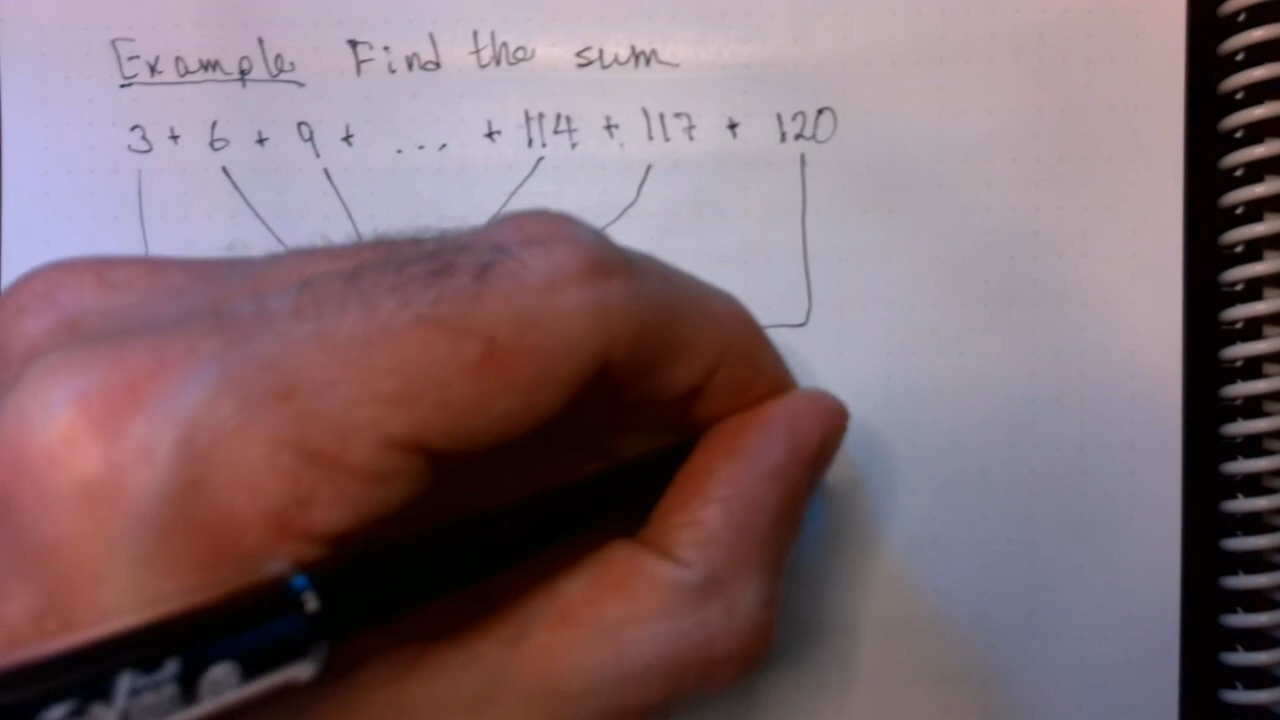 Example Find the sum
3 + 6 + 9 + ... + 114 + 117 + 120